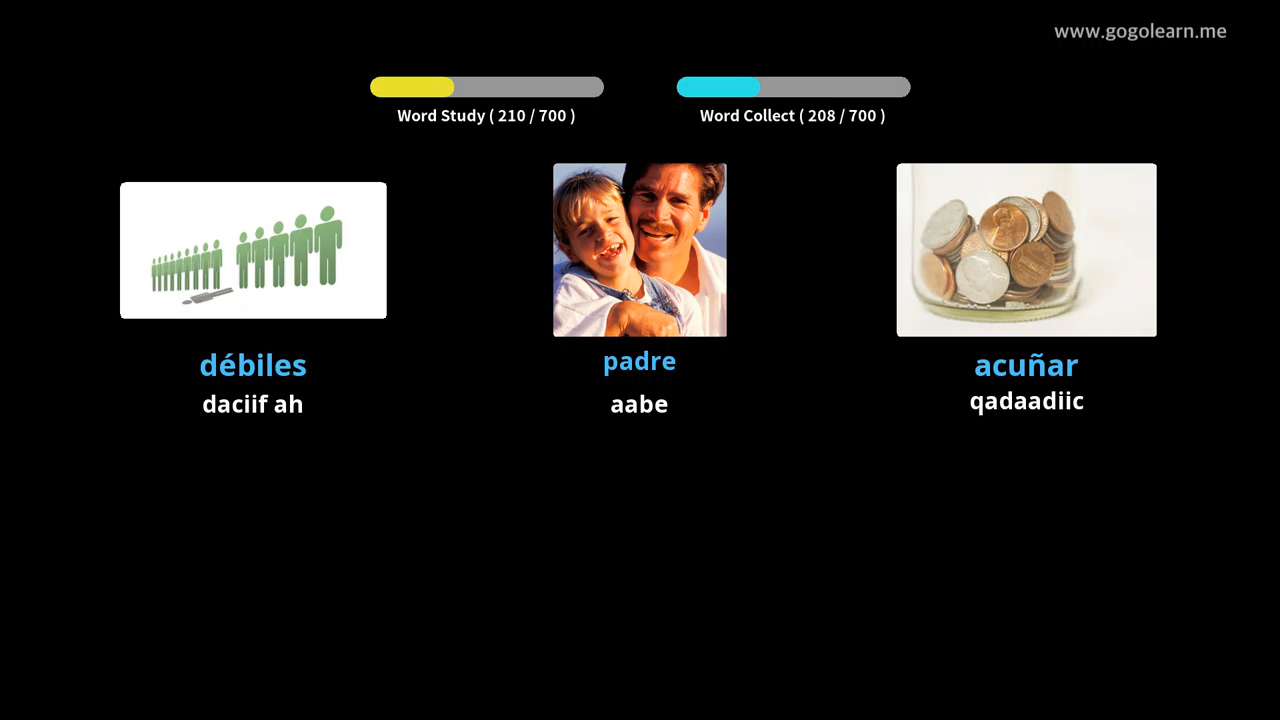 www.gogolearn.me
Word Study ( 210 / 700 )
Word Collect ( 208 / 700 )
débiles
padre
acuñar
daciif ah
aabe
qadaadiic